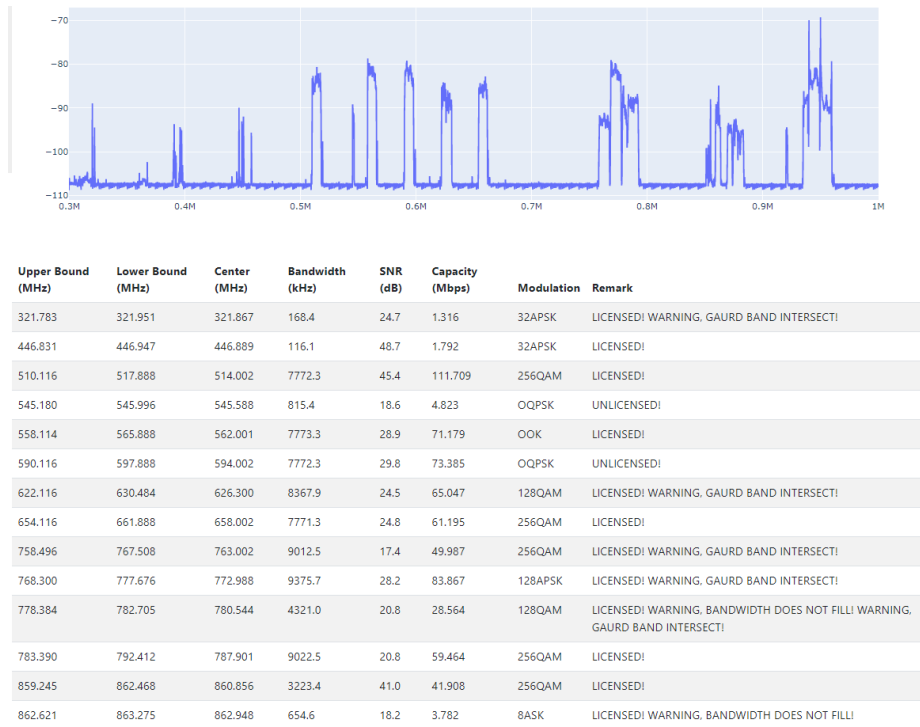 −70
−80
−90
−100
−110
0.3M 0.4M 0.5M 0.6M 0.7M 0.8M 0.9M 1M
Upper Bound (MHz) Lower Bound (MHz) Center (MHz) Bandwidth (kHz) SNR (dB) Capacity (Mbps) Modulation Remark
321.783 321.951 321.867 168.4 24.7 1.316 32APSK LICENSED! WARNING, GAURD BAND INTERSECT!
446.831 446.947 446.889 116.1 48.7 1.792 32APSK LICENSED!
510.116 517.888 514.002 7772.3 45.4 111.709 256QAM LICENSED!
545.180 545.996 545.588 815.4 18.6 4.823 OQPSK UNLICENSED!
558.114 565.888 562.001 7773.3 28.9 71.179 OOK LICENSED!
590.116 597.888 594.002 7772.3 29.8 73.385 OQPSK UNLICENSED!
622.116 630.484 626.300 8367.9 24.5 65.047 128QAM LICENSED! WARNING, GAURD BAND INTERSECT!
654.116 661.888 658.002 7771.3 24.8 61.195 256QAM LICENSED!
758.496 767.508 763.002 9012.5 17.4 49.987 256QAM LICENSED! WARNING, GAURD BAND INTERSECT!
768.300 777.676 772.988 9375.7 28.2 83.867 128APSK LICENSED! WARNING, GAURD BAND INTERSECT!
778.384 782.705 780.544 4321.0 20.8 28.564 128QAM LICENSED! WARNING, BANDWIDTH DOES NOT FILL! WARNING,
GAURD BAND INTERSECT!
783.390 792.412 787.901 9022.5 20.8 59.464 256QAM LICENSED!
859.245 862.468 860.856 3223.4 41.0 41.908 256QAM LICENSED!
862.621 863.275 862.948 654.6 18.2 3.782 8ASK LICENSED! WARNING, BANDWIDTH DOES NOT FILL!